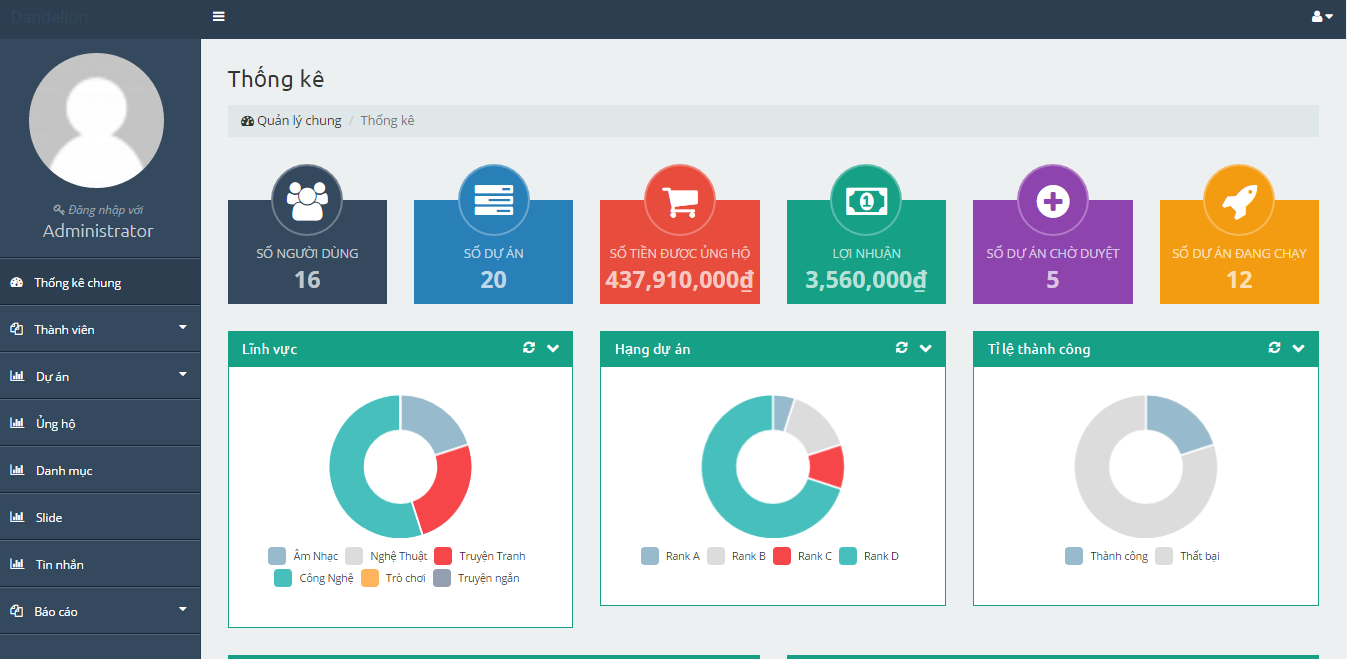 Dandelion
Đăng nhập với
Administrator
Thống kê chung
Thành viên
Dự án
Ủng hộ
Danh mục
Slide
Tin nhắn
Báo cáo
Thống kê
Quản lý chung / Thống kê
SỐ NGƯỜI DÙNG
16
SỐ DỰ ÁN
20
SỐ TIỀN ĐƯỢC ỦNG HỘ
437,910,000₫
LỢI NHUẬN
3,560,000₫
SỐ DỰ ÁN CHỜ DUYỆT
5
SỐ DỰ ÁN ĐANG CHẠY
12
Lĩnh vực
Âm Nhạc Nghệ Thuật Truyện Tranh
Công Nghệ Trò chơi Truyện ngắn
Hạng dự án
Rank A Rank B Rank C Rank D
Tỉ lệ thành công
Thành công Thất bại